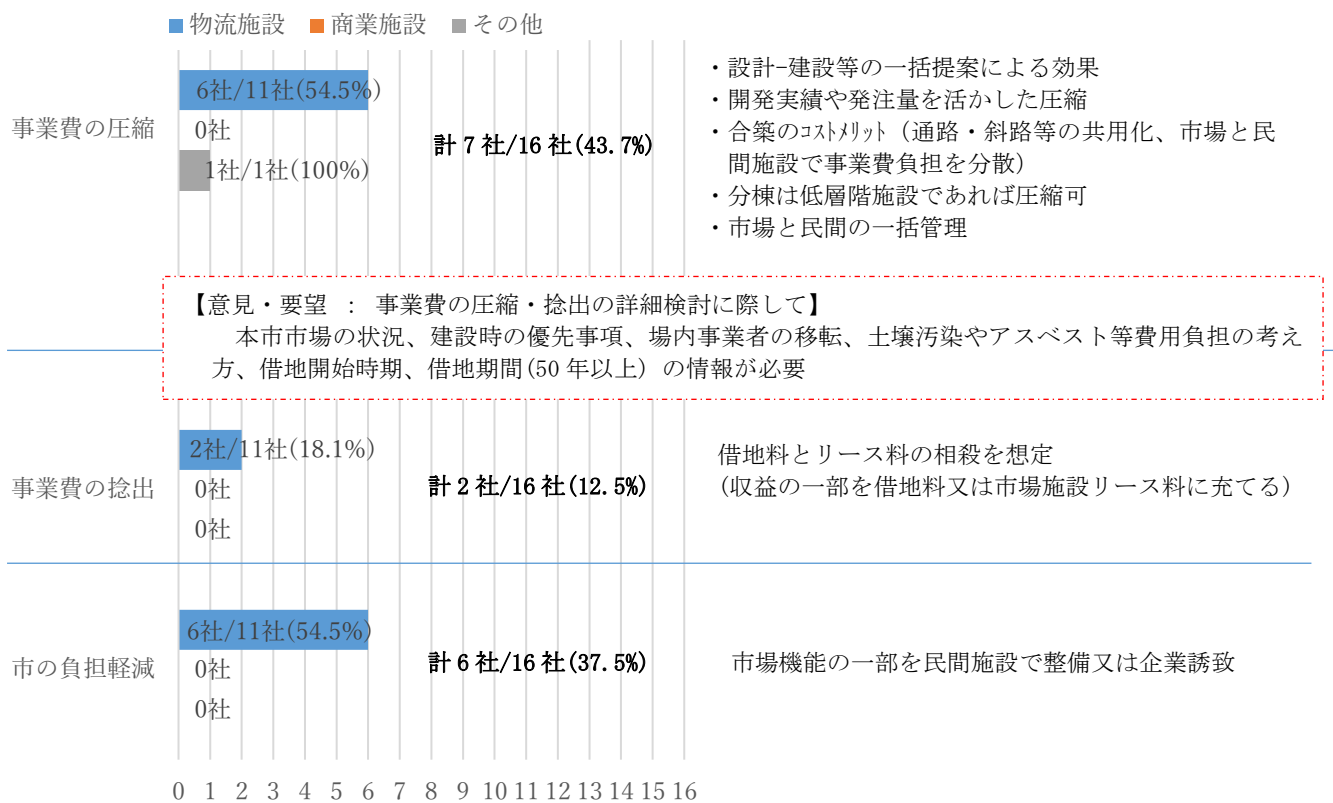 物流施設 商業施設 その他
事業費の圧縮
6社/11社(54.5%)
0社
1社/1社(100%)
計 7 社/16 社(43.7%)
・設計-建設等の一括提案による効果
・開発実績や発注量を活かした圧縮
・合築のｺｽﾄﾒﾘｯﾄ（通路・斜路等の共用化、市場と民
間施設で事業費負担を分散）
・分棟は低層階施設であれば圧縮可
・市場と民間の一括管理
【意見・要望 ： 事業費の圧縮・捻出の詳細検討に際して】
本市市場の状況、建設時の優先事項、場内事業者の移転、土壌汚染やアスベスト等費用負担の考え
方、借地開始時期、借地期間(50 年以上) の情報が必要
事業費の捻出
2社/11社(18.1%)
0社
0社
計 2 社/16 社(12.5%)
借地料とリース料の相殺を想定
(収益の一部を借地料又は市場施設リース料に充てる)
市の負担軽減
6社/11社(54.5%)
0社
0社
計 6 社/16 社(37.5%)
市場機能の一部を民間施設で整備又は企業誘致
0 1 2 3 4 5 6 7 8 9 10 11 12 13 14 15 16